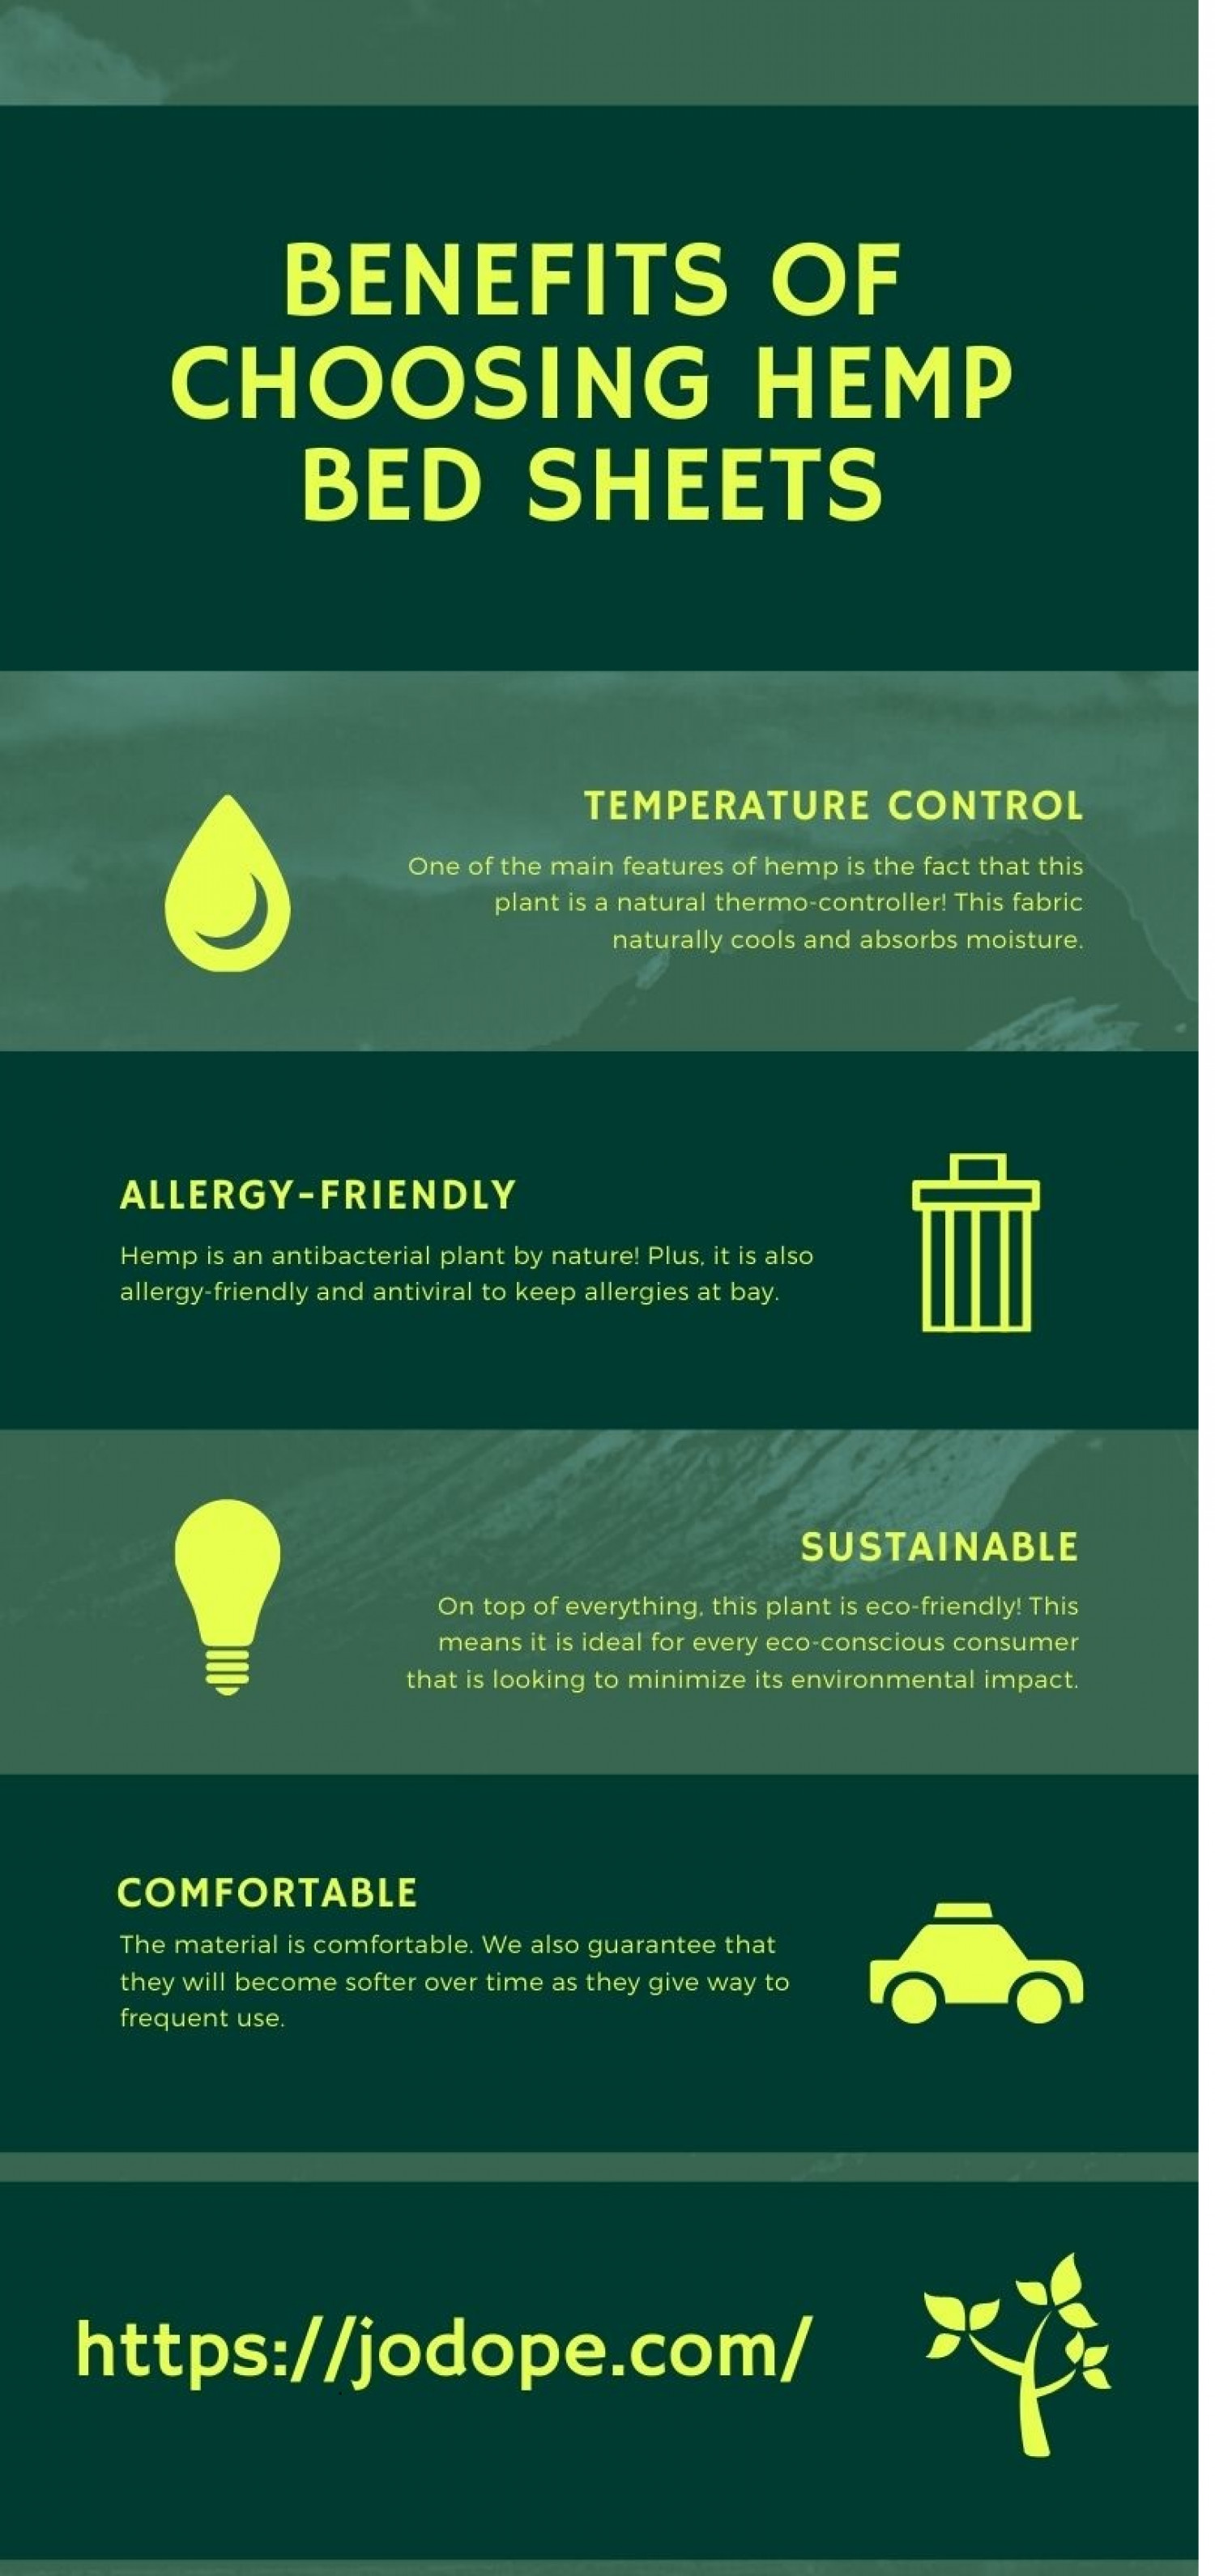 BENEFITS OF
CHOOSING HEMP
BED SHEETS
TEMPERATURE CONTROL
One of the main features of hemp is the fact that this
plant is a natural thermo-controller! This fabric
naturally cools and absorbs moisture.
ALLERGY-FRIENDLY
Hemp is an antibacterial plant by nature! Plus, it is also
allergy-friendly and antiviral to keep allergies at bay.
SUSTAINABLE
On top of everything, this plant is eco-friendly! This
means it is ideal for every eco-conscious consumer
that is looking to minimize its environmental impact.
COMFORTABLE
The material is comfortable. We also guarantee that
they will become softer over time as they give way to
frequent use.
https://jodope.com/